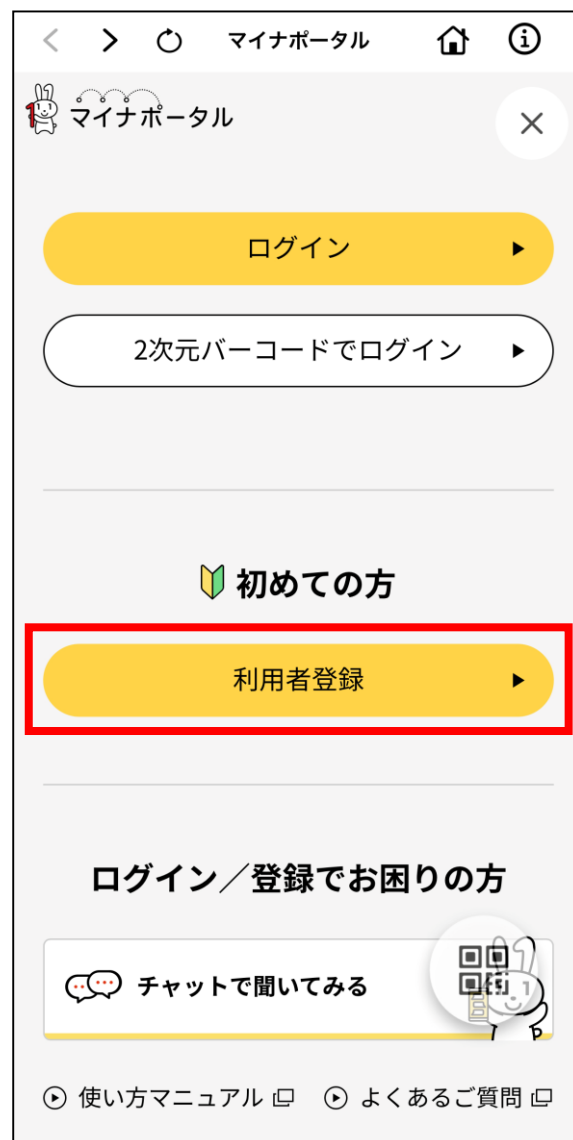 マイナポータル
マイナポータル
ログイン
2次元バーコードでログイン
初めての方
利用者登録
ログイン／登録でお困りの方
チャットで聞いてみる
使い方マニュアル
よくあるご質問